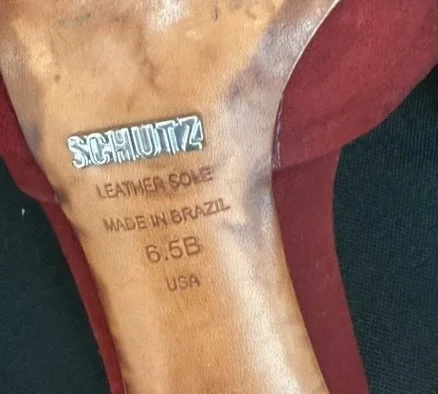 SCHUTZ
LEATHER SOLE
MADE IN BRAZIL
6.5B
USA